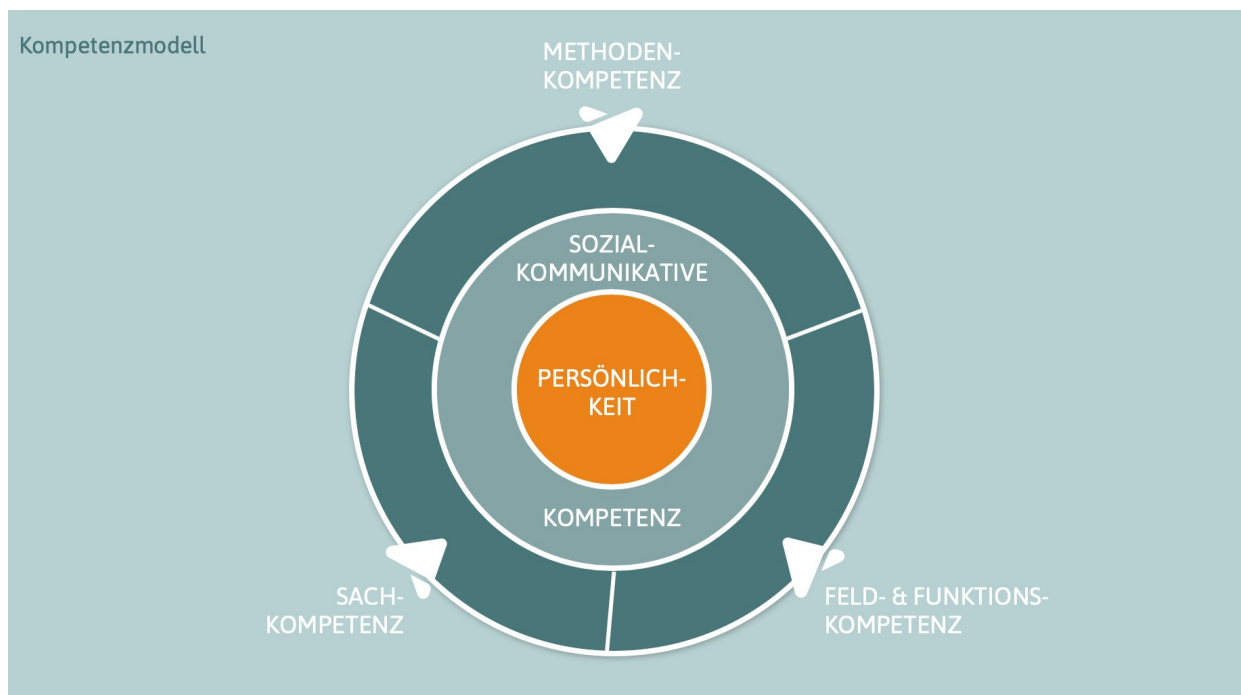 Kompetenzmodell
METHODEN-
KOMPETENZ
SOZIAL-
KOMMUNIKATIVE
PERSÖNLICH-
KEIT
KOMPETENZ
SACH-
KOMPETENZ
FELD- & FUNKTIONS-
KOMPETENZ